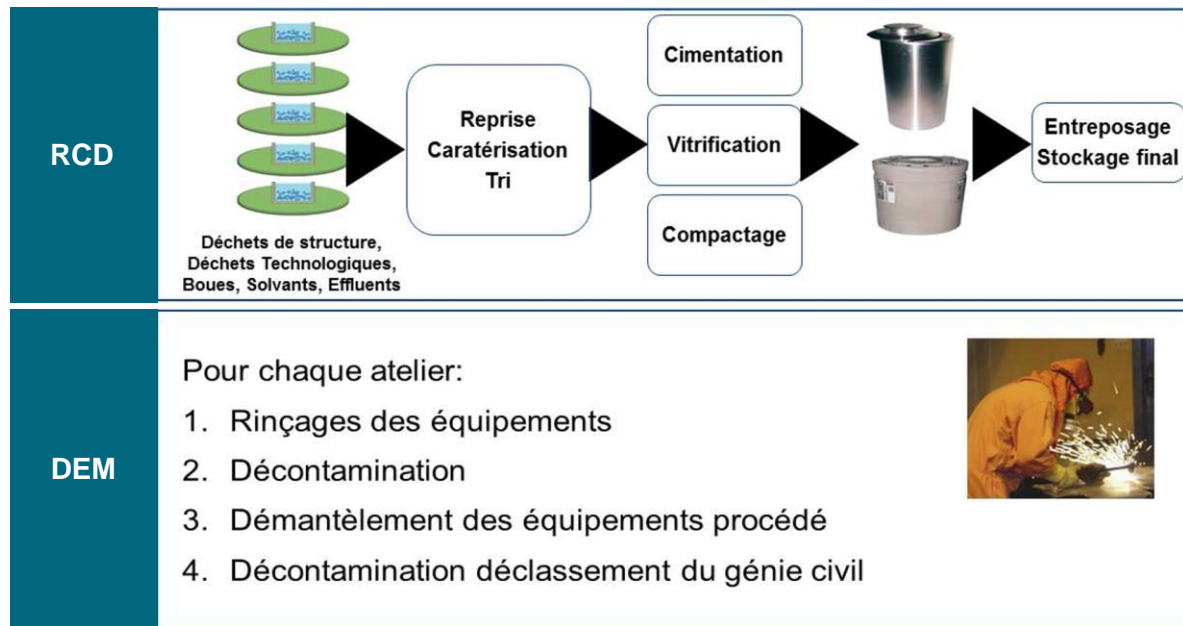 RCD
Déchets de structure,
Déchets Technologiques,
Boues, Solvants, Effluents
Reprise
Caratérisation
Tri
Cimentation
Vitrification
Compactage
Entreposage
Stockage final
DEM
Pour chaque atelier:
1. Rinçages des équipements
2. Décontamination
3. Démantèlement des équipements procédé
4. Décontamination déclassement du génie civil